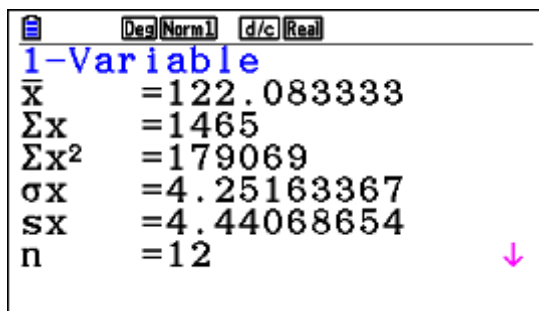 Deg Norm1 d/c Real
1-Variable
x̄ =122.083333
Σx =1465
Σx² =179069
σx =4.25163367
sx =4.44068654
n =12 ↓